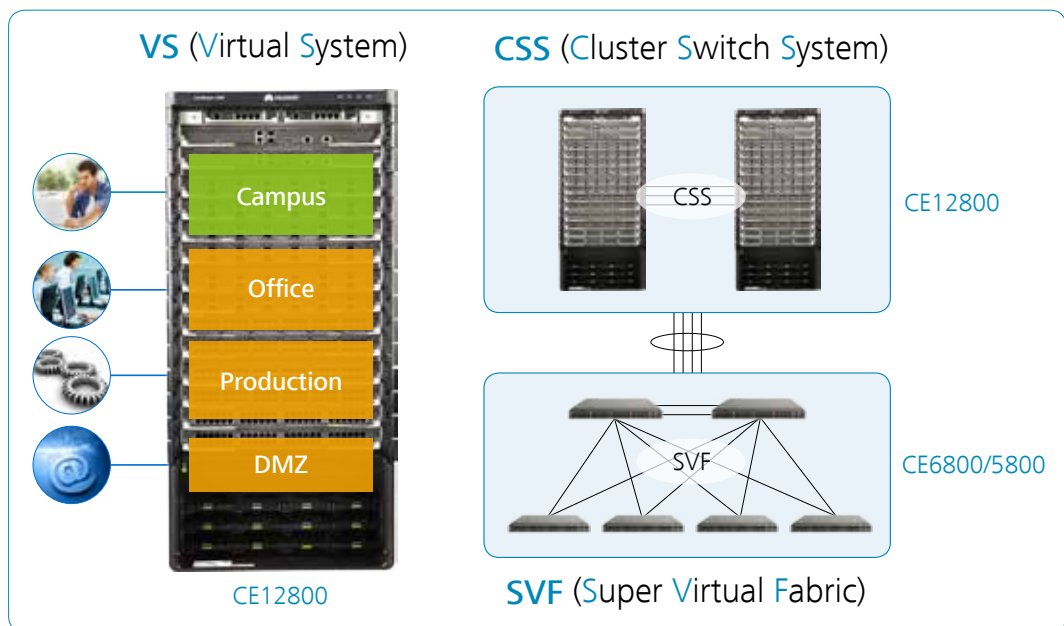 VS (Virtual System)
Campus
Office
Production
DMZ
CE12800
CSS (Cluster Switch System)
CSS
CE12800
SVF
CE6800/5800
SVF (Super Virtual Fabric)